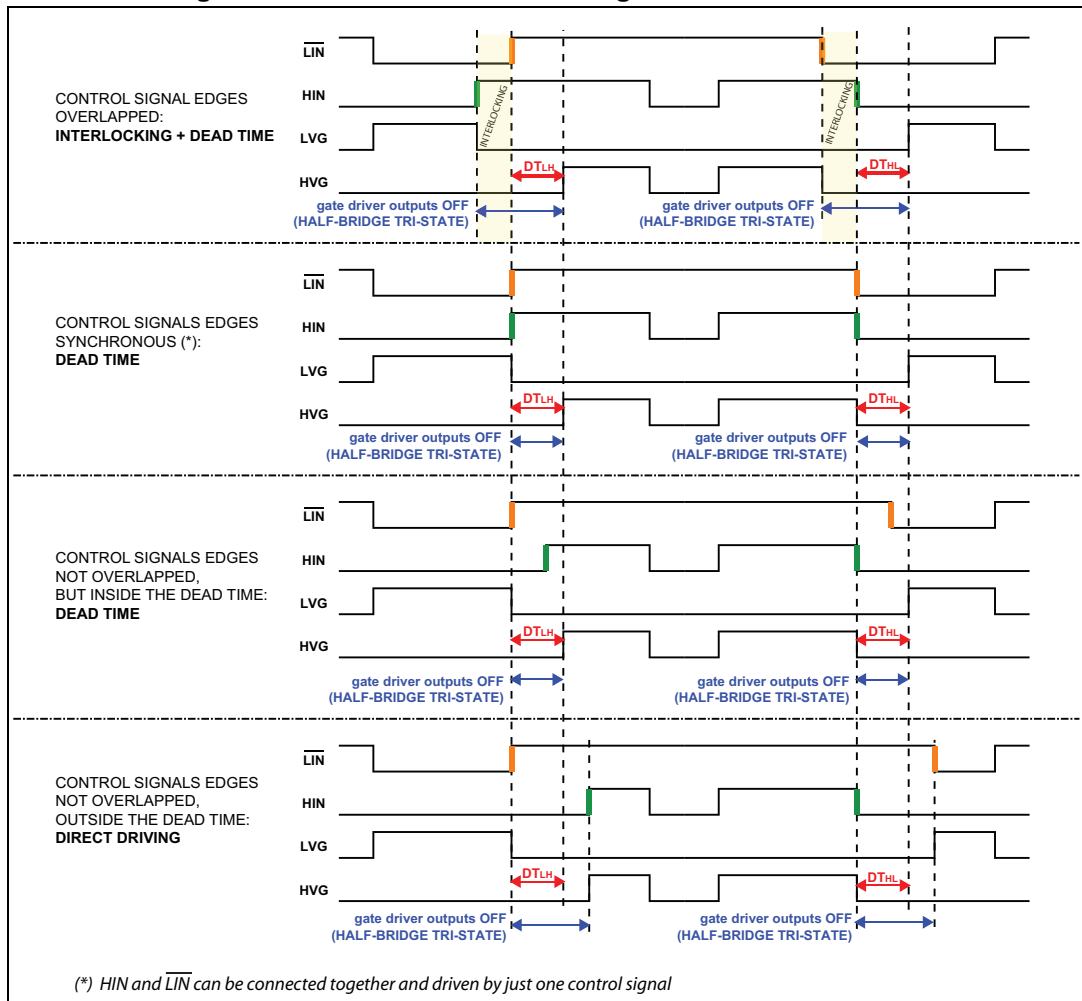 LIN
CONTROL SIGNAL EDGES
OVERLAPPED:
INTERLOCKING + DEAD TIME
HIN
INTERLOCKING
INTERLOCKING
LVG
DTLH
DTHL
HVG
gate driver outputs OFF
(HALF-BRIDGE TRI-STATE)
gate driver outputs OFF
(HALF-BRIDGE TRI-STATE)
LIN
CONTROL SIGNALS EDGES
SYNCHRONOUS (*):
DEAD TIME
HIN
LVG
DTLH
DTHL
HVG
gate driver outputs OFF
(HALF-BRIDGE TRI-STATE)
gate driver outputs OFF
(HALF-BRIDGE TRI-STATE)
LIN
CONTROL SIGNALS EDGES
NOT OVERLAPPED,
BUT INSIDE THE DEAD TIME:
DEAD TIME
HIN
LVG
DTLH
DTHL
HVG
gate driver outputs OFF
(HALF-BRIDGE TRI-STATE)
gate driver outputs OFF
(HALF-BRIDGE TRI-STATE)
LIN
CONTROL SIGNALS EDGES
NOT OVERLAPPED,
OUTSIDE THE DEAD TIME:
DIRECT DRIVING
HIN
LVG
DTLH
DTHL
HVG
gate driver outputs OFF
(HALF-BRIDGE TRI-STATE)
gate driver outputs OFF
(HALF-BRIDGE TRI-STATE)
(*) HIN and LIN can be connected together and driven by just one control signal